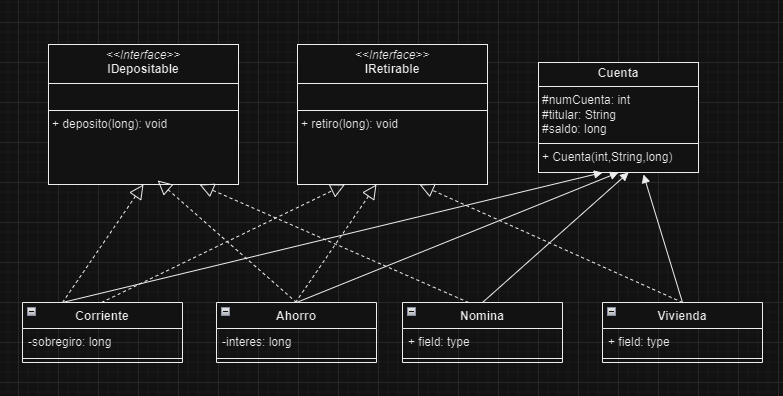 <<Interface>>
IDepositable
+ deposito(long): void
<<Interface>>
IRetirable
+ retiro(long): void
Cuenta
#numCuenta: int
#titular: String
#saldo: long
+ Cuenta(int,String,long)
Corriente
-sobregiro: long
Ahorro
-interes: long
Nomina
+ field: type
Vivienda
+ field: type